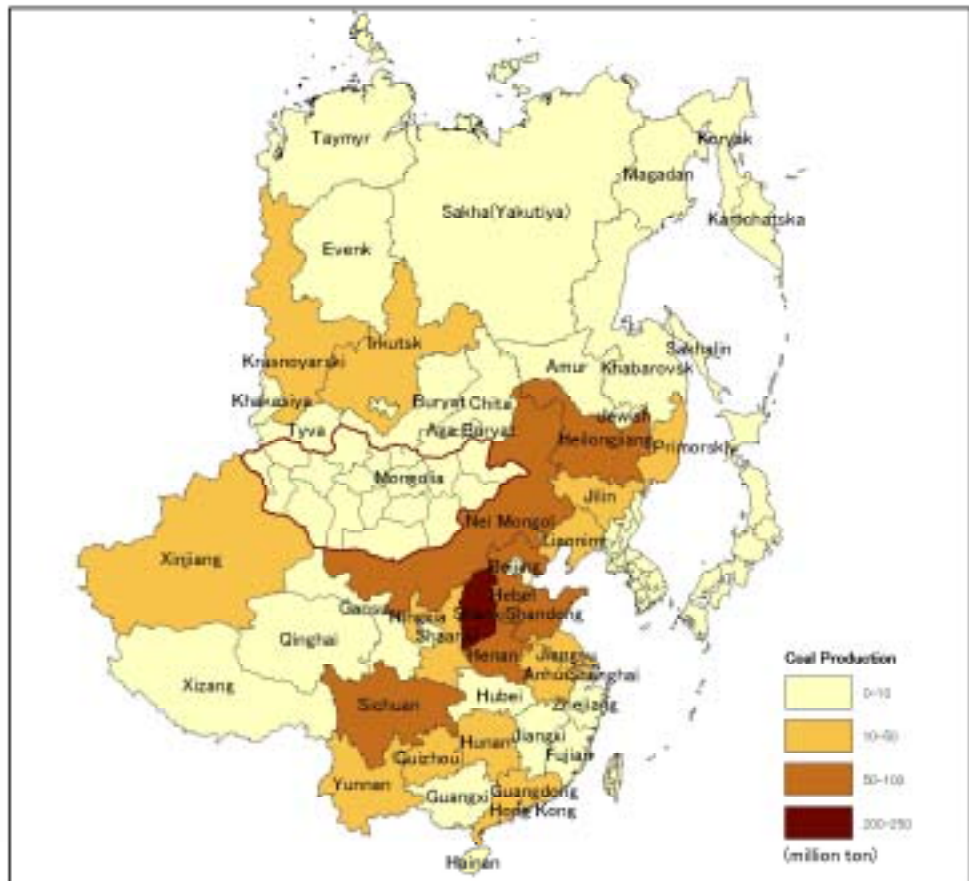 Taymyr
Koryak
Magadan
Sakha(Yakutiya)
Kamchatska
Evenk
Irkutsk
Krasnoyarski
Sakhalin
Amur
Khabarovsk
Khakasiya
Buryat
Chita
Jewish
Tyva
Aga Buryat
Heilongjiang
Primorskiy
Mongolia
Jilin
Nei Mongol
Liaonim
Xinjiang
Beijing
Hebei
Gansu
Ningxia
Shandong
Qinghai
Shaanxi
Henan
Jiangsu
Anhui
Shanghai
Xizang
Hubei
Sichuan
Zhejiang
Hunan
Jiangxi
Guizhou
Fujian
Yunnan
Guangxi
Guangdong
Hong Kong
Hainan
Coal Production
0-10
10-50
50-100
200-250
(million ton)